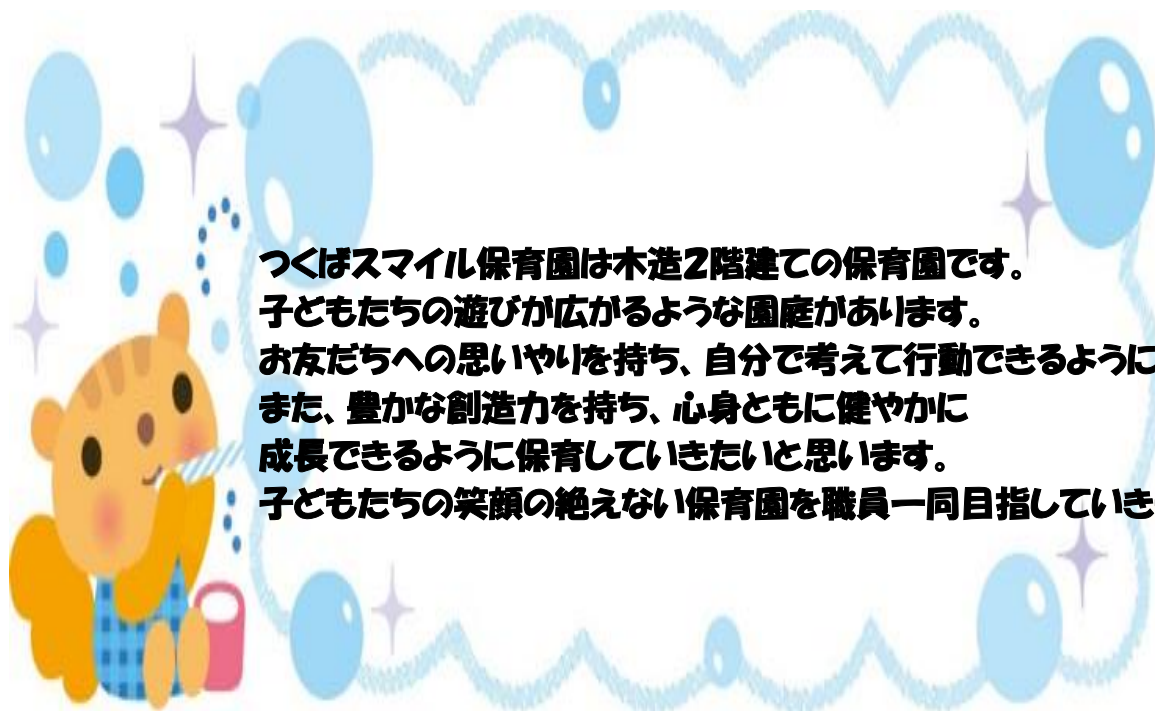 つくばスマイル保育園は木造2階建ての保育園です。
子どもたちの遊びが広がるような園庭があります。
お友だちへの思いやりを持ち、自分で考えて行動できるように
また、豊かな創造力を持ち、心身ともに健やかに
成長できるように保育していきたいと思います。
子どもたちの笑顔の絶えない保育園を職員一同目指していき